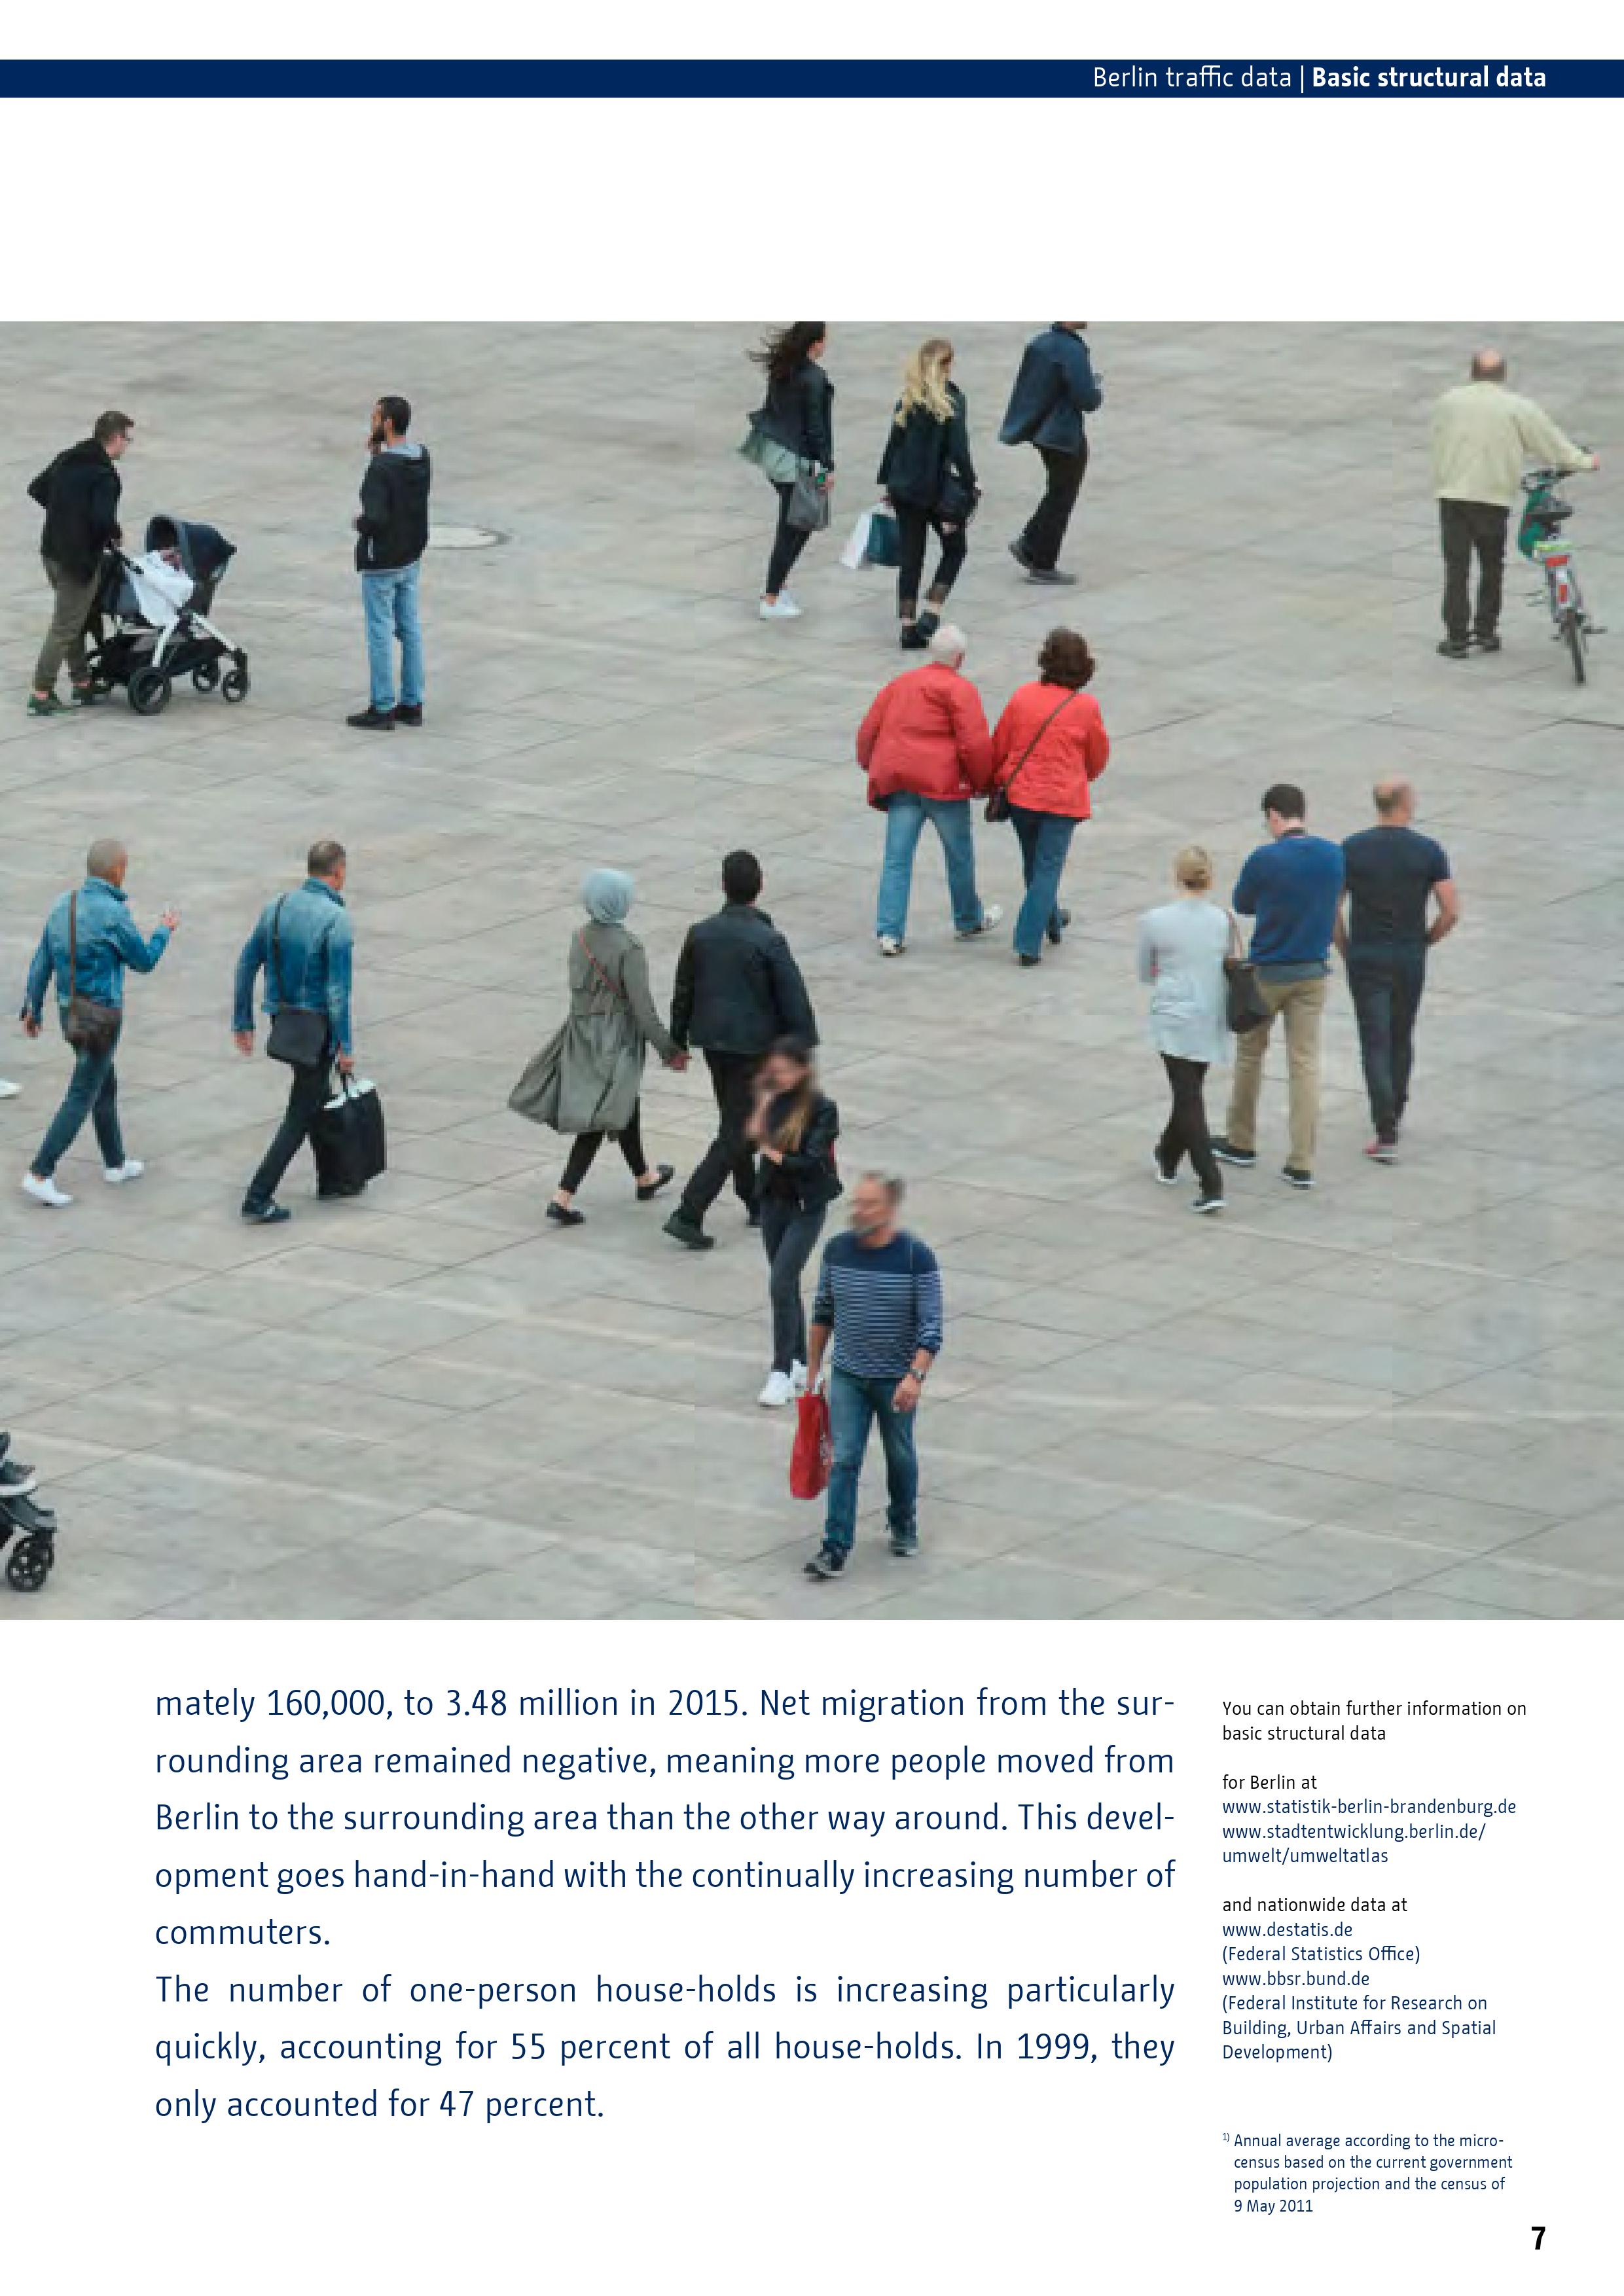 Berlin traffic data | Basic structural data
mately 160,000, to 3.48 million in 2015. Net migration from the sur-
rounding area remained negative, meaning more people moved from
Berlin to the surrounding area than the other way around. This devel-
opment goes hand-in-hand with the continually increasing number of
commuters.
The number of one-person house-holds is increasing particularly
quickly, accounting for 55 percent of all house-holds. In 1999, they
only accounted for 47 percent.
You can obtain further information on
basic structural data
for Berlin at
www.statistik-berlin-brandenburg.de
www.stadtentwicklung.berlin.de/
umwelt/umweltatlas
and nationwide data at
www.destatis.de
(Federal Statistics Office)
www.bbsr.bund.de
(Federal Institute for Research on
Building, Urban Affairs and Spatial
Development)
1) Annual average according to the micro-
census based on the current government
population projection and the census of
9 May 2011
7